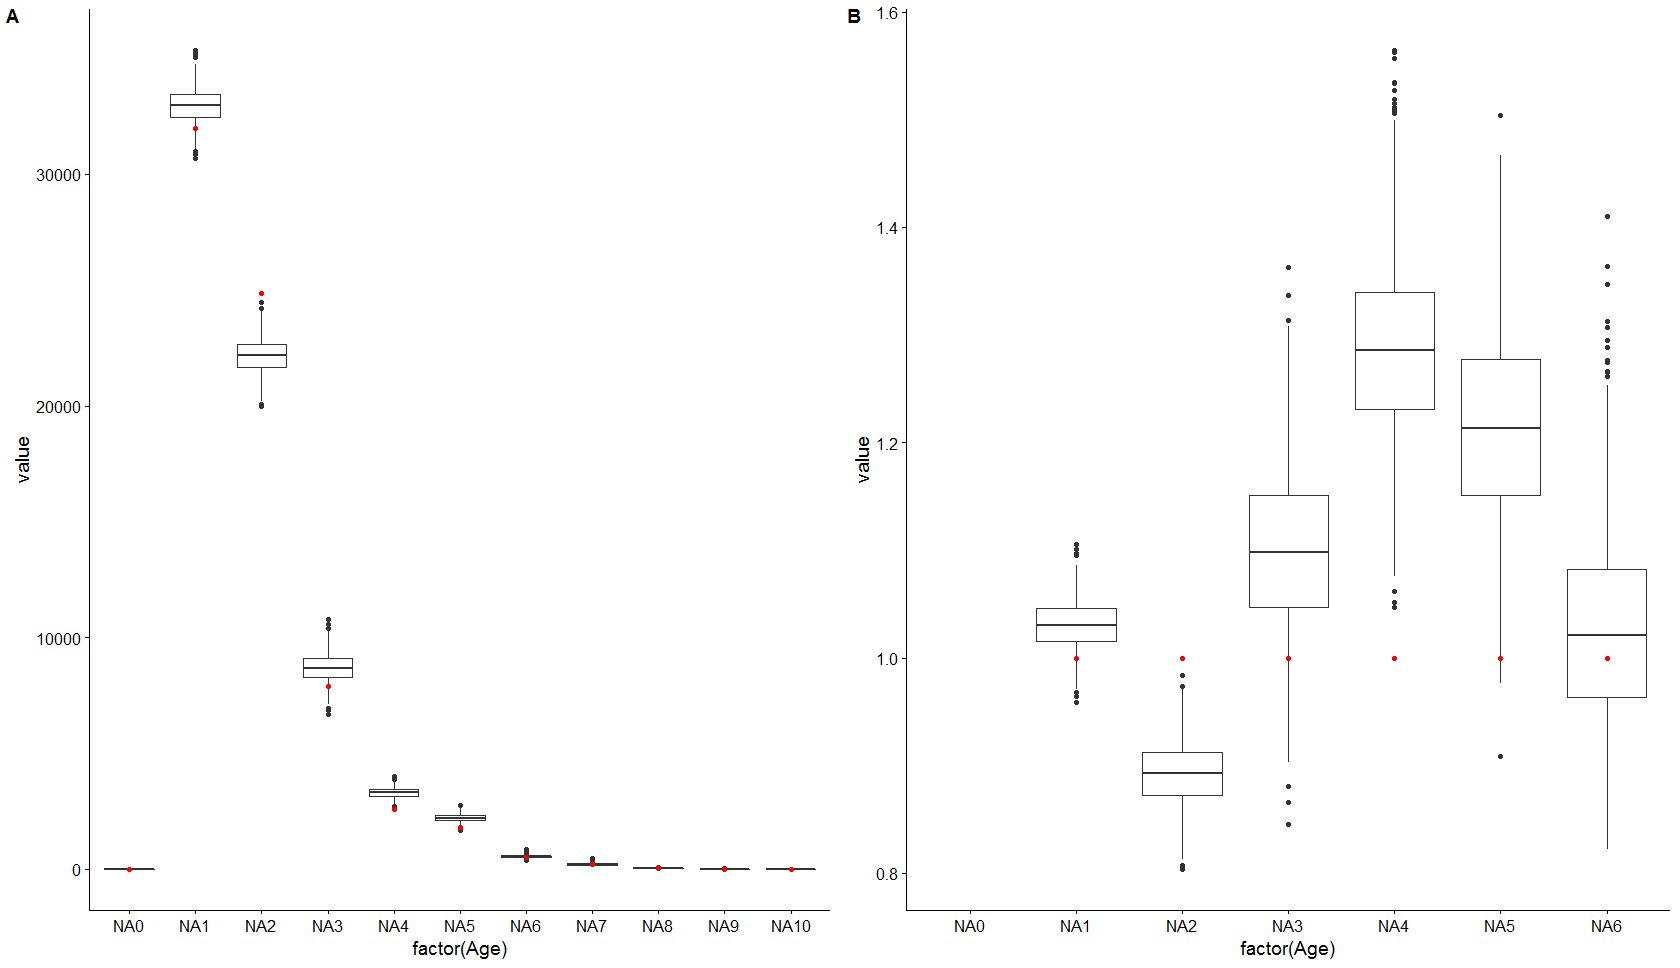 A
value
30000
20000
10000
0
NA0 NA1 NA2 NA3 NA4 NA5 NA6 NA7 NA8 NA9 NA10
factor(Age)
B
value
1.6
1.4
1.2
1.0
0.8
NA0 NA1 NA2 NA3 NA4 NA5 NA6
factor(Age)